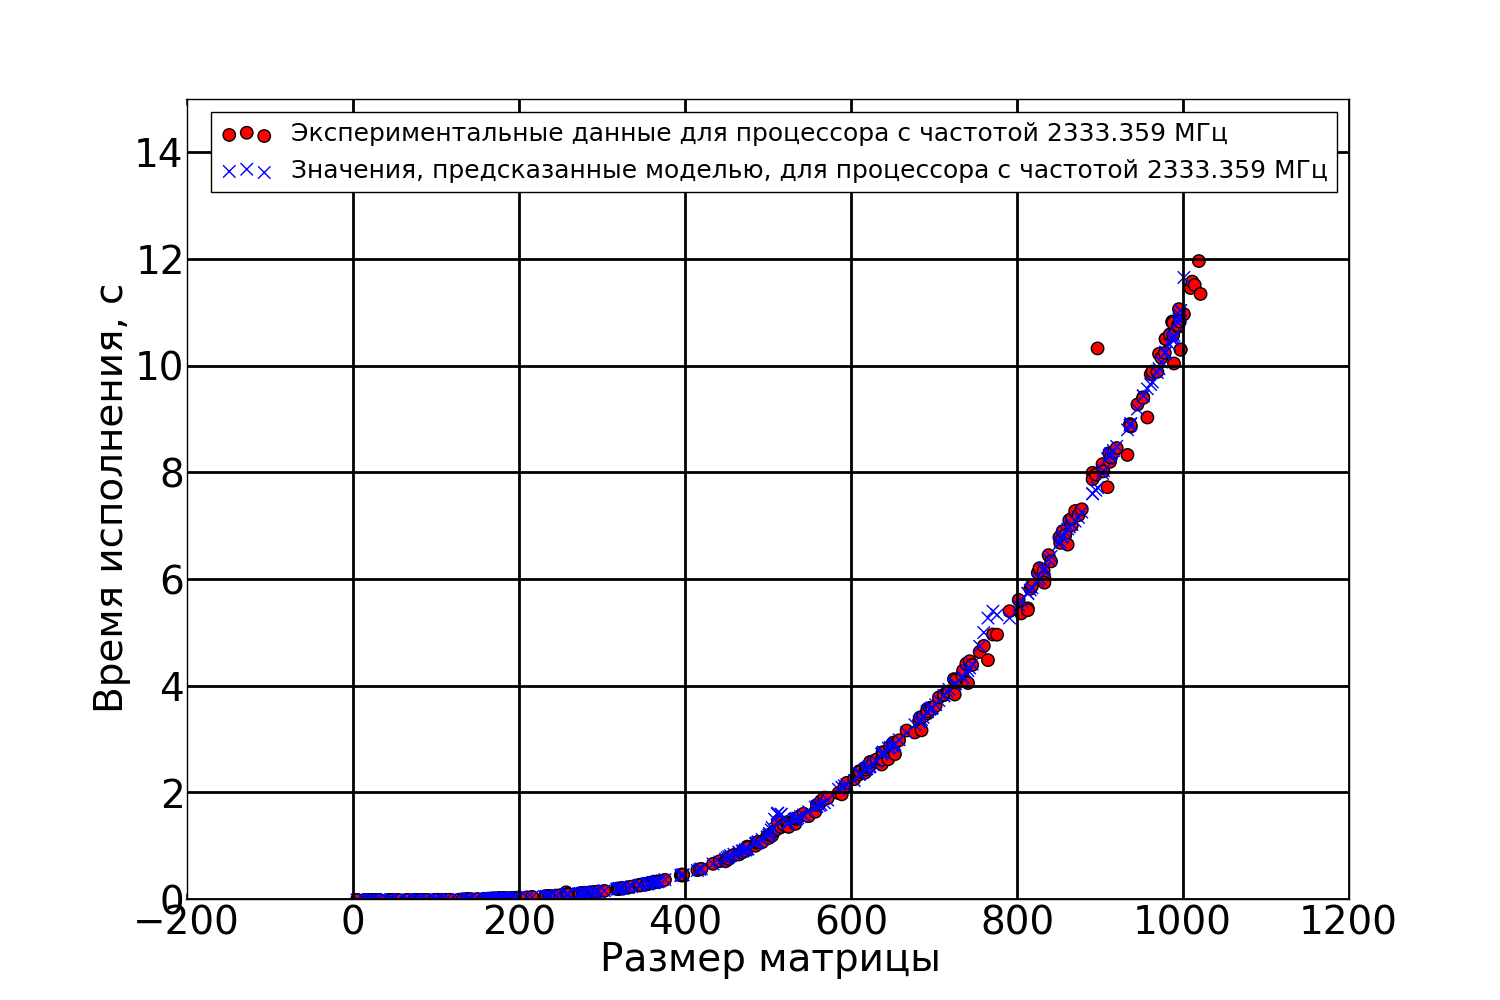 Экспериментальные данные для процессора с частотой 2333.359 МГц
Значения, предсказанные моделью, для процессора с частотой 2333.359 МГц
14
12
10
8
6
4
2
0
Время исполнения, с
−200 0 200 400 600 800 1000 1200
Размер матрицы